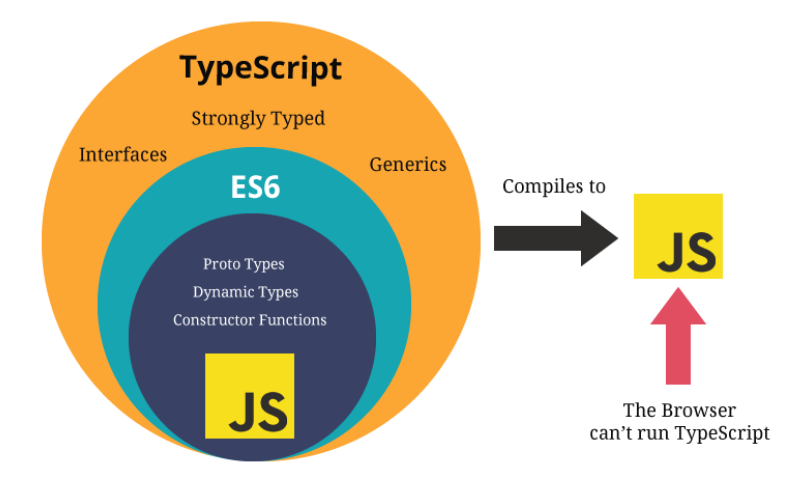 TypeScript
Strongly Typed
Interfaces
Generics
ES6
Proto Types
Dynamic Types
Constructor Functions
JS
Compiles to
JS
The Browser
can't run TypeScript